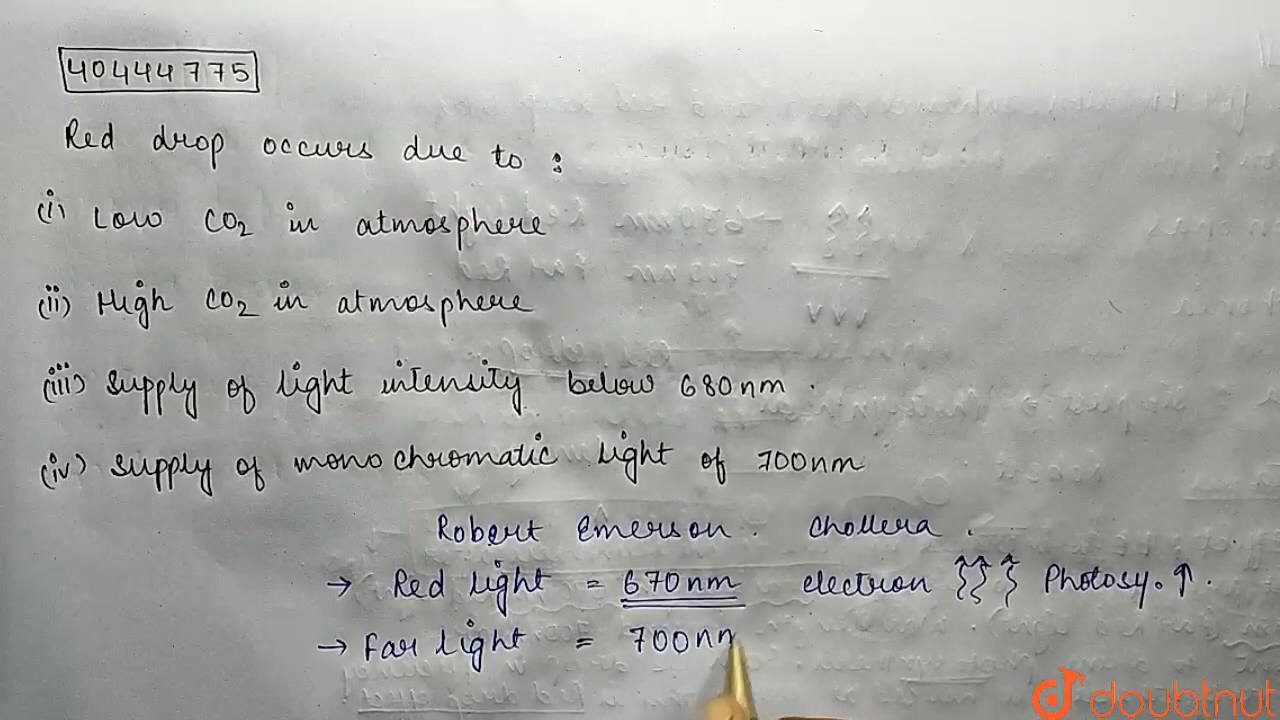 40444775
Red drop occurs due to :
(i) Low CO2 in atmosphere
(ii) High CO2 in atmosphere
(iii) Supply of light intensity below 680nm.
(iv) Supply of monochromatic light of 700nm
Robert Emerson. Chollera.
→ Red light = 670nm electron Photosy. ↑.
→ Far light = 700nm
doubtnut